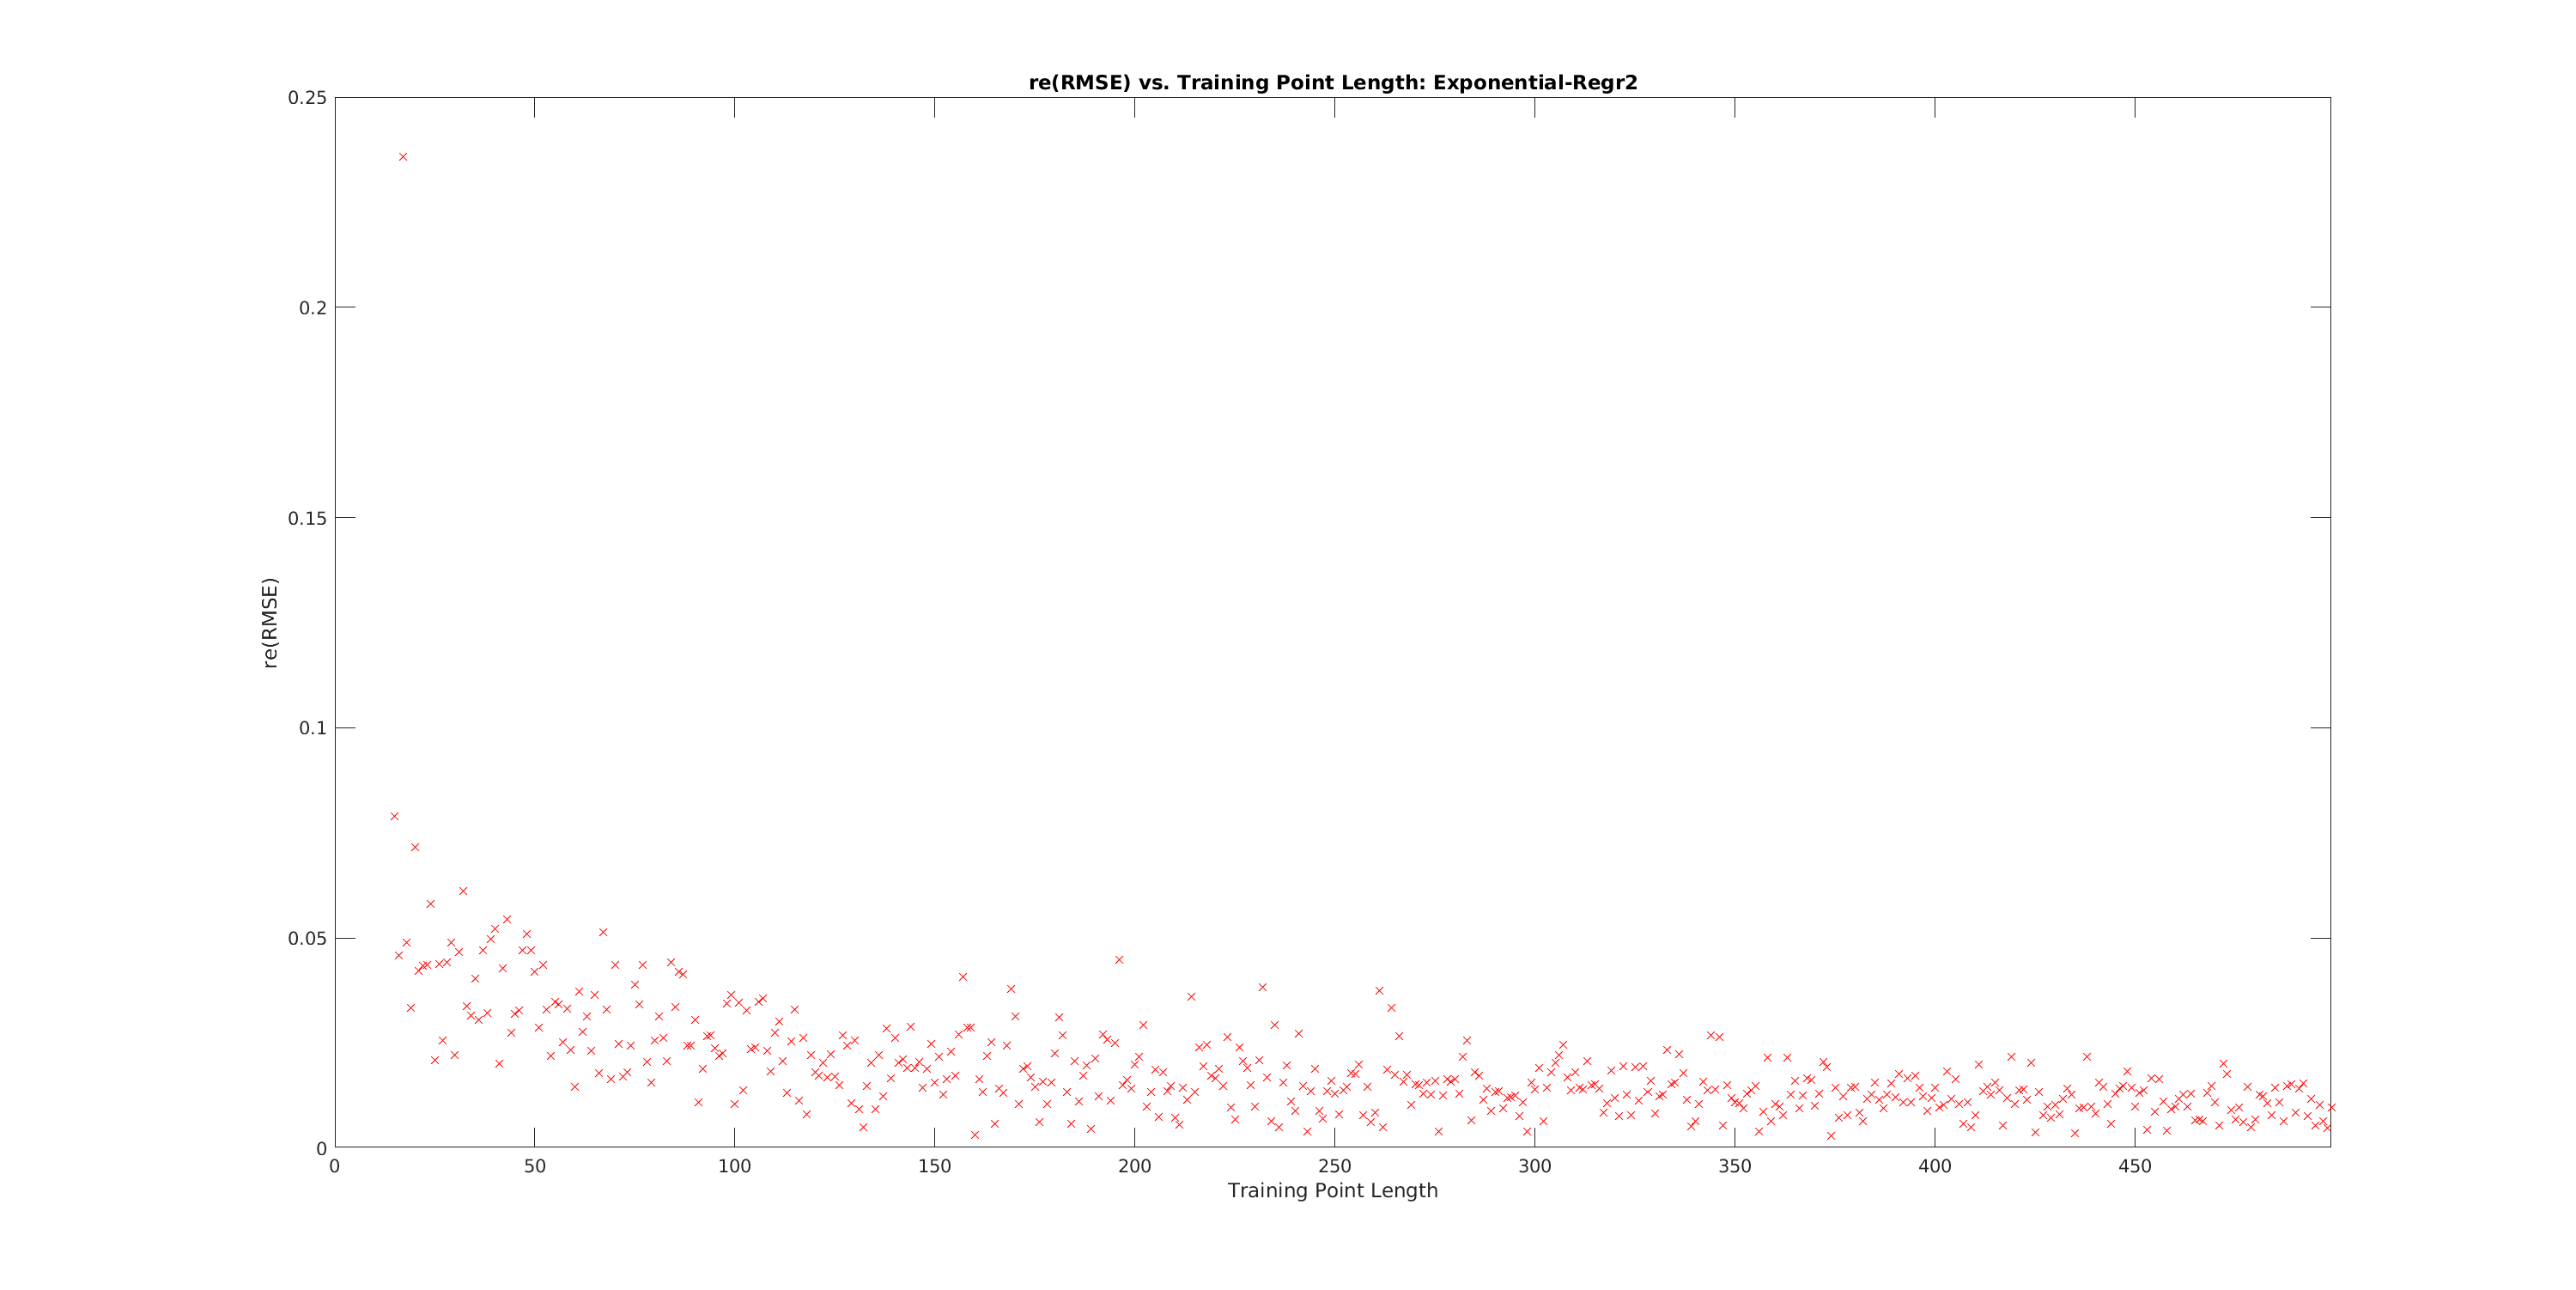 re(RMSE) vs. Training Point Length: Exponential-Regr2
0.25
0.2
0.15
0.1
0.05
0
re(RMSE)
0 50 100 150 200 250 300 350 400 450
Training Point Length